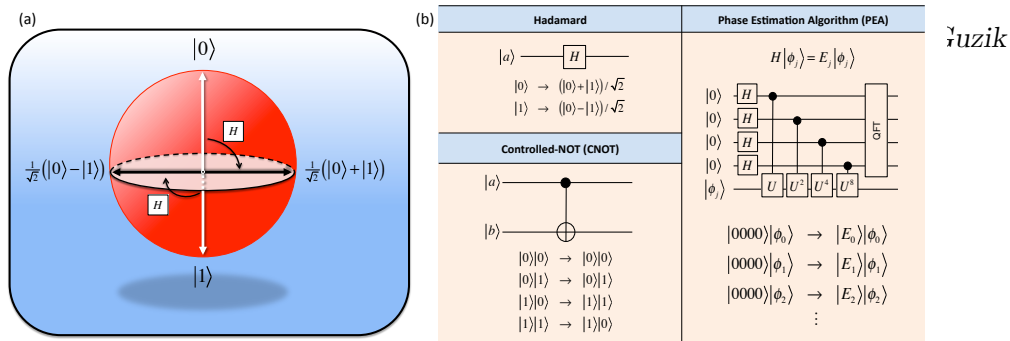 (a)
|0⟩
H
1/√2(|0⟩−|1⟩)
1/√2(|0⟩+|1⟩)
H
|1⟩
(b)
Hadamard
|a⟩ H
|0⟩ → (|0⟩+|1⟩)/√2
|1⟩ → (|0⟩−|1⟩)/√2
Controlled-NOT (CNOT)
|a⟩
|b⟩
|0⟩|0⟩ → |0⟩|0⟩
|0⟩|1⟩ → |0⟩|1⟩
|1⟩|0⟩ → |1⟩|1⟩
|1⟩|1⟩ → |1⟩|0⟩
Phase Estimation Algorithm (PEA)
H|ϕj⟩=Ej|ϕj⟩
|0⟩ H
|0⟩ H
|0⟩ H
|0⟩ H
QFT
|ϕj⟩ U U² U⁴ U⁸
|0000⟩|ϕ₀⟩ → |E₀⟩|ϕ₀⟩
|0000⟩|ϕ₁⟩ → |E₁⟩|ϕ₁⟩
|0000⟩|ϕ₂⟩ → |E₂⟩|ϕ₂⟩
⋮
uzik